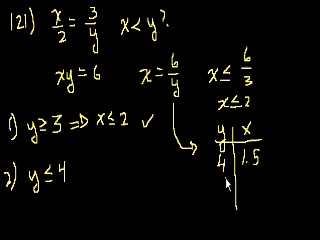 121) x/2 = 3/y x < y?
xy = 6 x = 6/y x ≤ 6/3
x ≤ 2
1) y ≥ 3 ⇒ x ≤ 2 ✓
y x
4 1.5
2) y ≤ 4